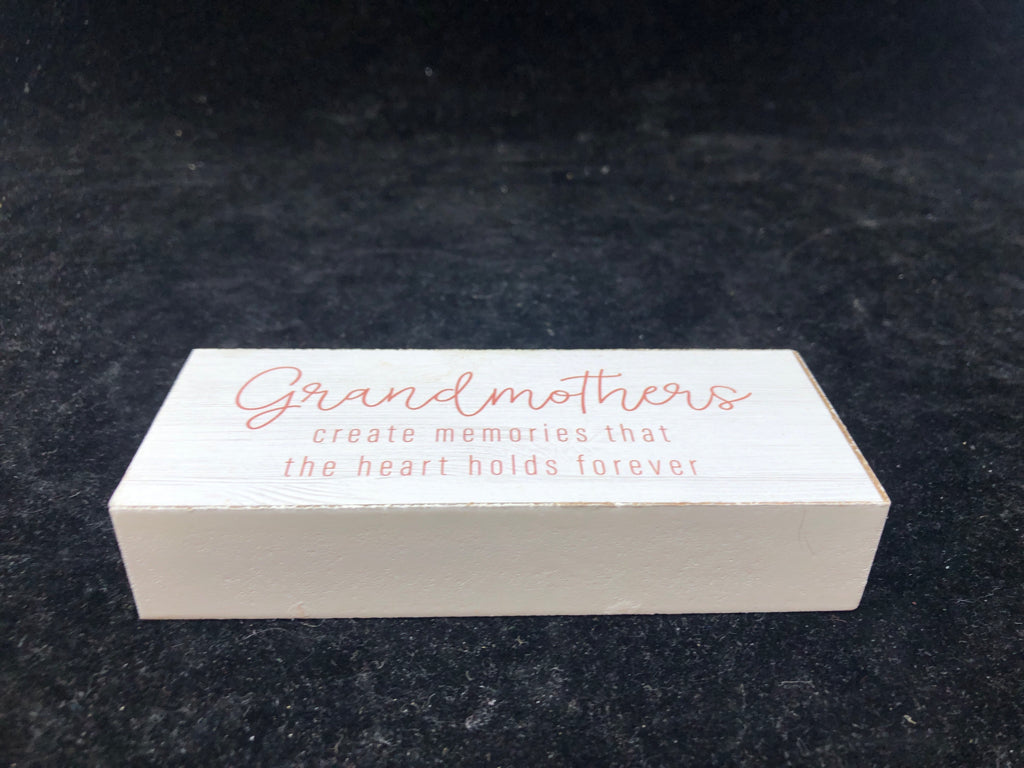 Grandmothers
create memories that
the heart holds forever